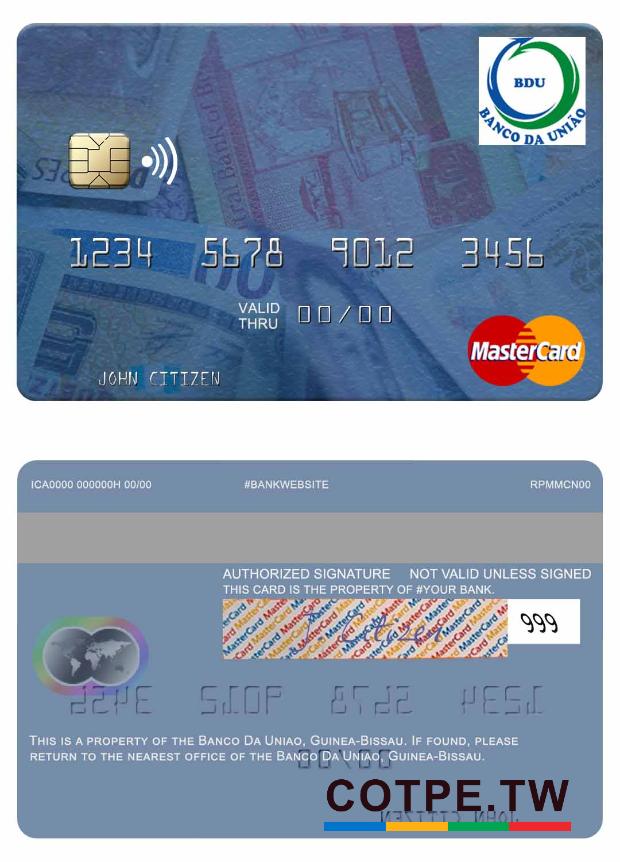 BDU
BANCO DA UNIÃO
1234 5678 9012 3456
VALID
THRU 00/00
MasterCard
JOHN CITIZEN
ICA0000 000000H 00/00 #BANKWEBSITE RPMMCN00
AUTHORIZED SIGNATURE NOT VALID UNLESS SIGNED
THIS CARD IS THE PROPERTY OF #YOUR BANK.
999
THIS IS A PROPERTY OF THE BANCO DA UNIAO, GUINEA-BISSAU. IF FOUND, PLEASE
RETURN TO THE NEAREST OFFICE OF THE BANCO DA UNIAO, GUINEA-BISSAU.
COTPE.TW